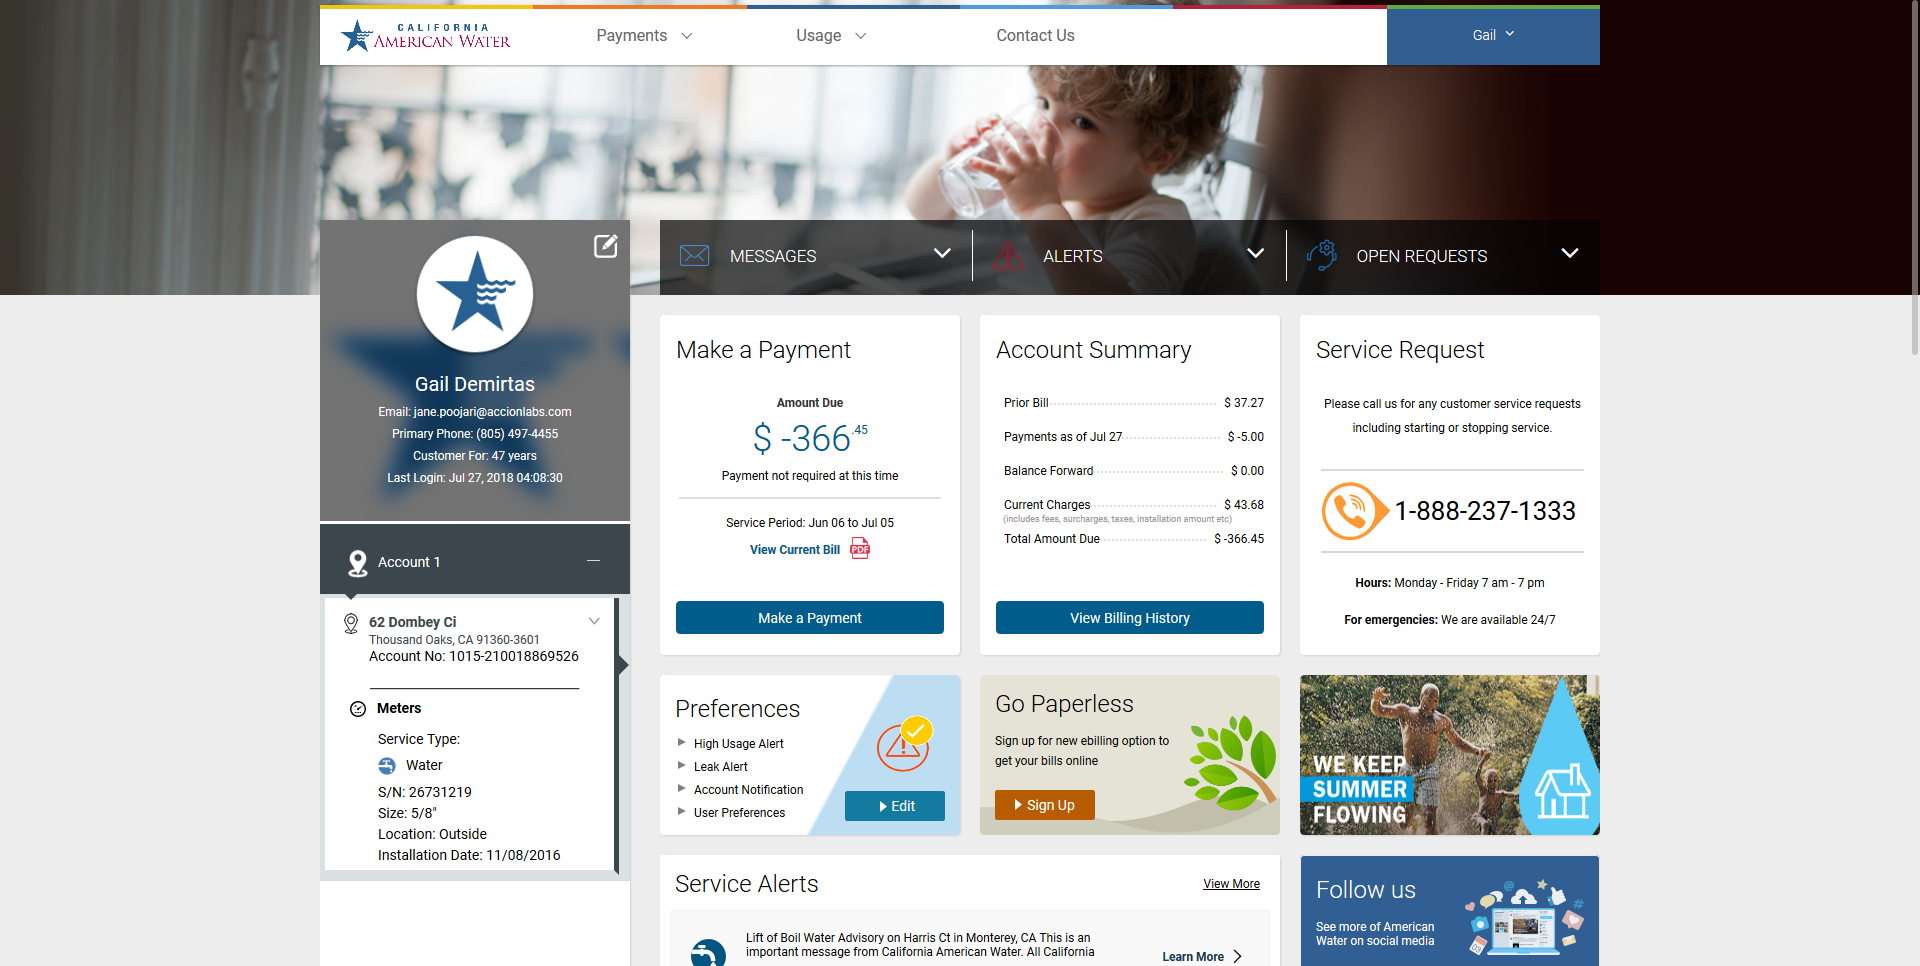 CALIFORNIA
AMERICAN WATER
Payments
Usage
Contact Us
Gail
MESSAGES
ALERTS
OPEN REQUESTS
Gail Demirtas
Email: jane.poojari@accionlabs.com
Primary Phone: (805) 497-4455
Customer For: 47 years
Last Login: Jul 27, 2018 04:08:30
Account 1
62 Dombey Ci
Thousand Oaks, CA 91360-3601
Account No: 1015-210018869526
Meters
Service Type:
Water
S/N: 26731219
Size: 5/8"
Location: Outside
Installation Date: 11/08/2016
Make a Payment
Amount Due
$ -366.45
Payment not required at this time
Service Period: Jun 06 to Jul 05
View Current Bill PDF
Make a Payment
Account Summary
Prior Bill $ 37.27
Payments as of Jul 27 $ -5.00
Balance Forward $ 0.00
Current Charges $ 43.68
(includes fees, surcharges, taxes, installation amount etc)
Total Amount Due $ -366.45
View Billing History
Service Request
Please call us for any customer service requests
including starting or stopping service.
1-888-237-1333
Hours: Monday - Friday 7 am - 7 pm
For emergencies: We are available 24/7
Preferences
High Usage Alert
Leak Alert
Account Notification
User Preferences
Edit
Go Paperless
Sign up for new ebilling option to
get your bills online
Sign Up
WE KEEP
SUMMER
FLOWING
Service Alerts
View More
Lift of Boil Water Advisory on Harris Ct in Monterey, CA This is an
important message from California American Water. All California
Learn More
Follow us
See more of American
Water on social media